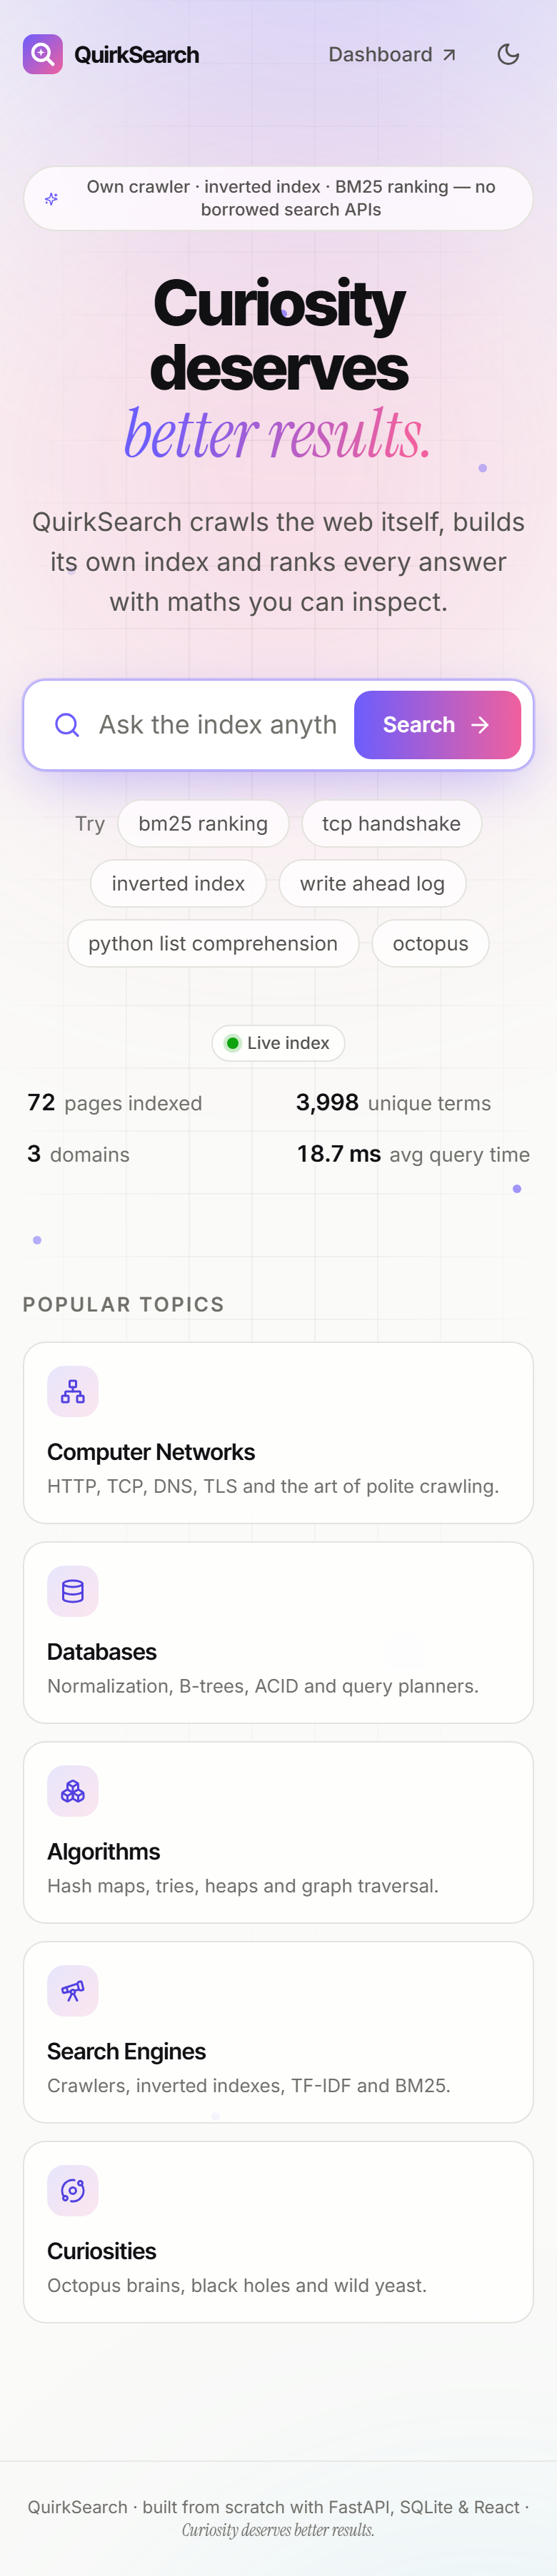 QuirkSearch
Dashboard
Own crawler · inverted index · BM25 ranking — no
borrowed search APIs
Curiosity
deserves
better results.
QuirkSearch crawls the web itself, builds
its own index and ranks every answer
with maths you can inspect.
Ask the index anyth
Search
Try
bm25 ranking
tcp handshake
inverted index
write ahead log
python list comprehension
octopus
Live index
72 pages indexed
3,998 unique terms
3 domains
18.7 ms avg query time
POPULAR TOPICS
Computer Networks
HTTP, TCP, DNS, TLS and the art of polite crawling.
Databases
Normalization, B-trees, ACID and query planners.
Algorithms
Hash maps, tries, heaps and graph traversal.
Search Engines
Crawlers, inverted indexes, TF-IDF and BM25.
Curiosities
Octopus brains, black holes and wild yeast.
QuirkSearch · built from scratch with FastAPI, SQLite & React ·
Curiosity deserves better results.